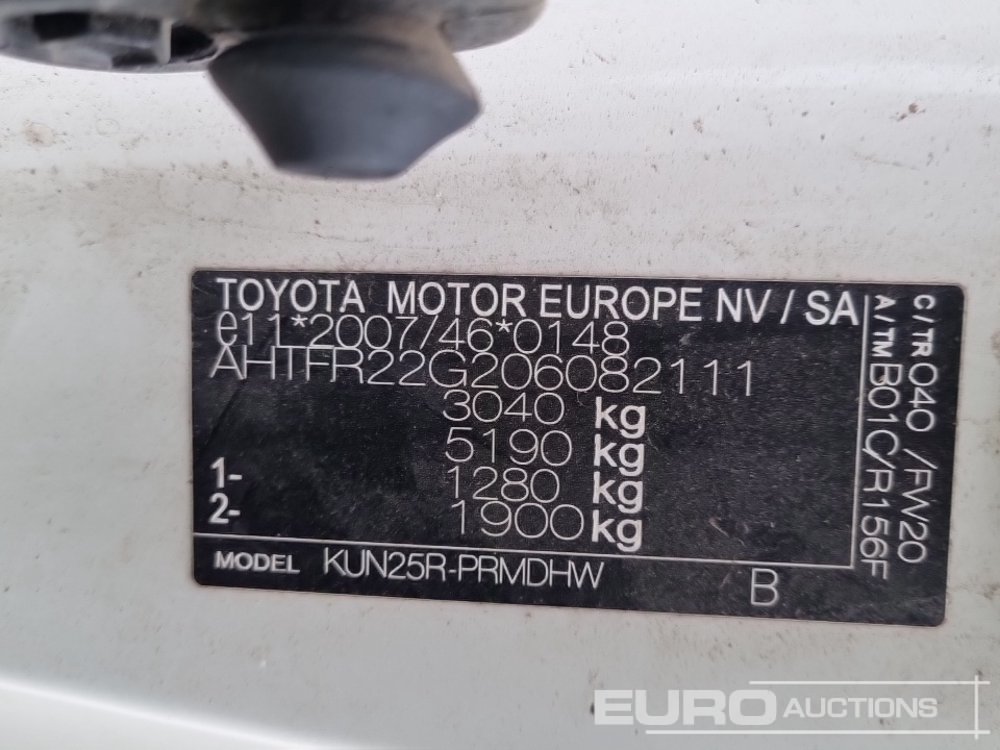 TOYOTA MOTOR EUROPE NV / SA
e11*2007/46*0148
AHTFR22G206082111
3040 kg
5190 kg
1- 1280 kg
2- 1900 kg
MODEL KUN25R-PRMDHW B
C/TR 040 /FW20
A/TM B01C/R156F
EURO AUCTIONS